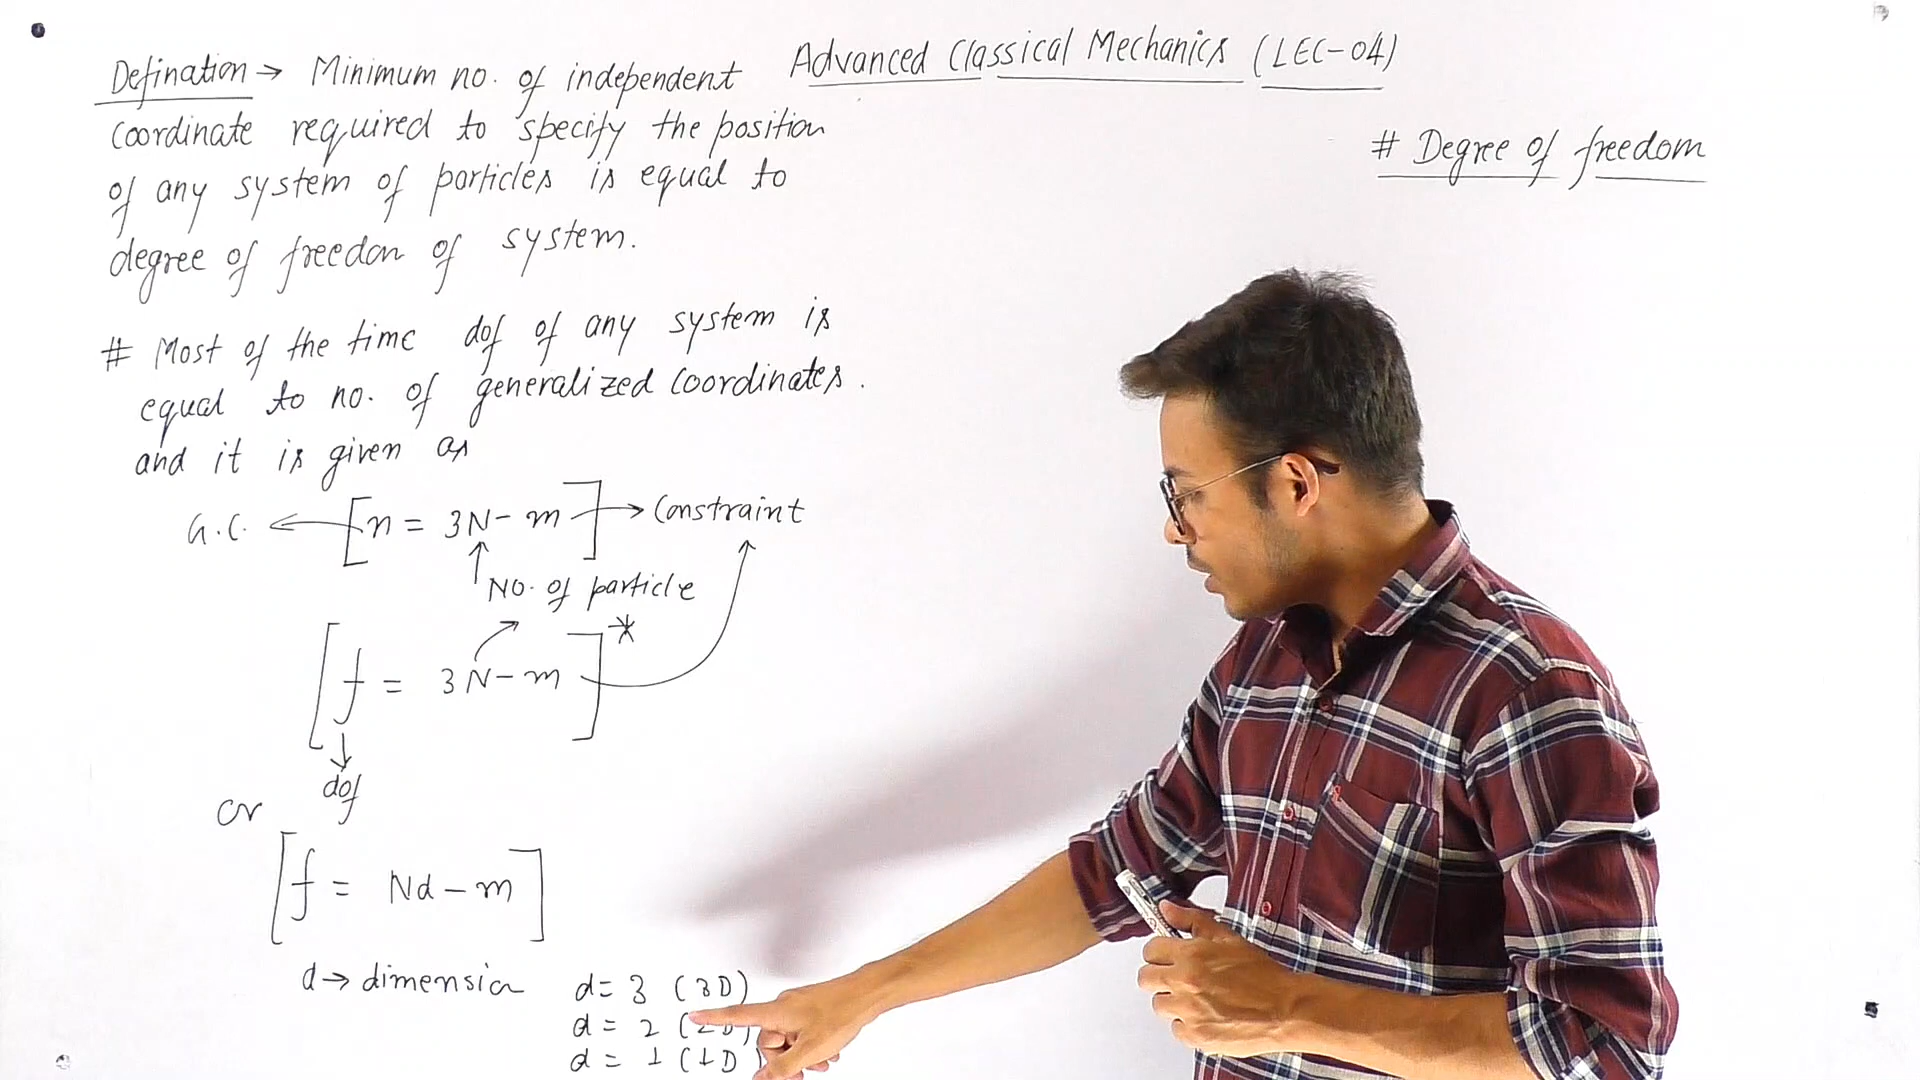 Advanced Classical Mechanics (LEC-04)
# Degree of freedom
Defination → Minimum no. of independent
coordinate required to specify the position
of any system of particles is equal to
degree of freedon of system.
# Most of the time dof of any system is
equal to no. of generalized coordinates.
and it is given as
G.C. ← [n = 3N - m] → Constraint
No. of particle
[f = 3N - m]*
dof
or
[f = Nd - m]
d → dimension
d = 3 (3D)
d = 2 (2D)
d = 1 (1D)